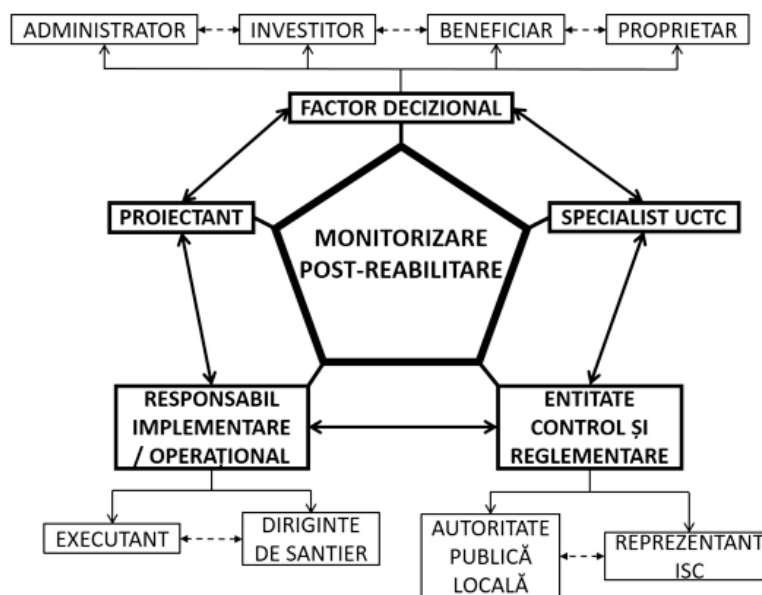 ADMINISTRATOR INVESTITOR BENEFICIAR PROPRIETAR
FACTOR DECIZIONAL
PROIECTANT
SPECIALIST UCTC
MONITORIZARE
POST-REABILITARE
RESPONSABIL
IMPLEMENTARE
/ OPERAȚIONAL
ENTITATE
CONTROL ȘI
REGLEMENTARE
EXECUTANT
DIRIGINTE
DE SANTIER
AUTORITATE
PUBLICĂ
LOCALĂ
REPREZENTANT
ISC